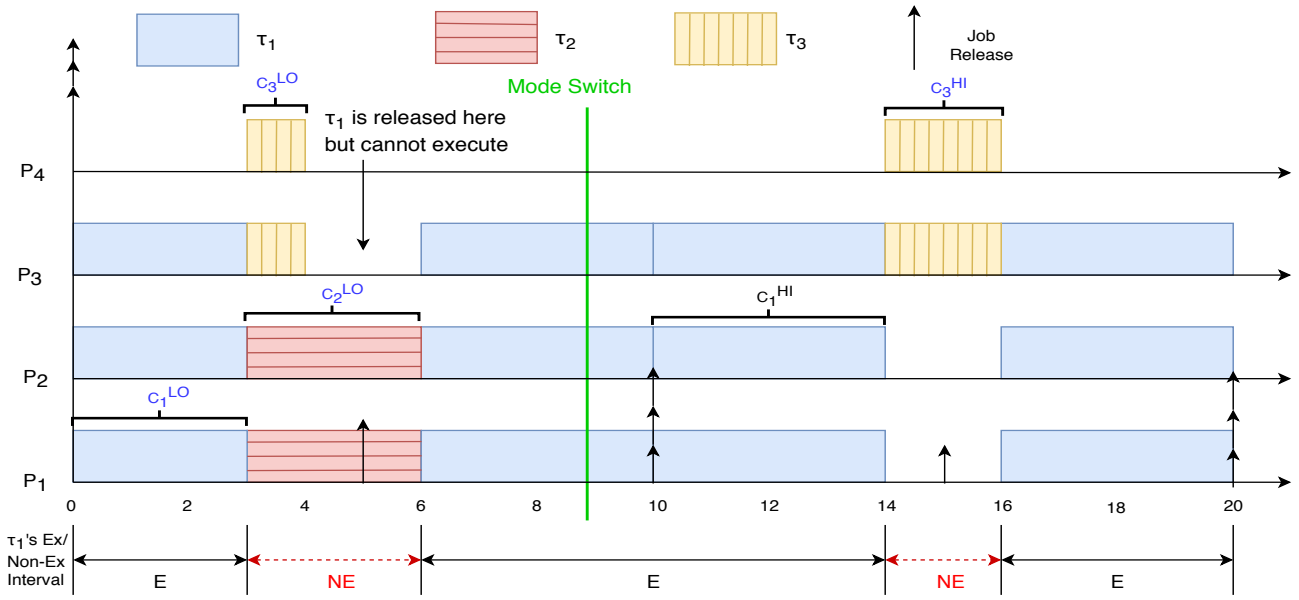 τ₁
τ₂
τ₃
Job
Release
C₃ᴸᴼ
Mode Switch
C₃ᴴᴵ
τ₁ is released here
but cannot execute
P₄
P₃
C₂ᴸᴼ
C₁ᴴᴵ
P₂
C₁ᴸᴼ
P₁
0 2 4 6 8 10 12 14 16 18 20
τ₁'s Ex/
Non-Ex
Interval
E NE E NE E